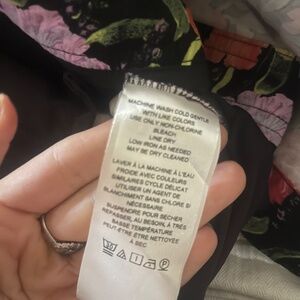 MACHINE WASH COLD GENTLE
WITH LIKE COLORS
USE ONLY NON-CHLORINE
BLEACH
LINE DRY
LOW IRON AS NEEDED
MAY BE DRY CLEANED
LAVER À LA MACHINE À L'EAU
FROIDE AVEC COULEURS
SIMILAIRES CYCLE DÉLICAT
UTILISER UN AGENT DE
BLANCHIMENT SANS CHLORE SI
NÉCESSAIRE
SUSPENDRE POUR SÉCHER
REPASSER, AU BESOIN, À TRÈS
BASSE TEMPÉRATURE
PEUT-ÊTRE ÊTRE NETTOYÉE
À SEC